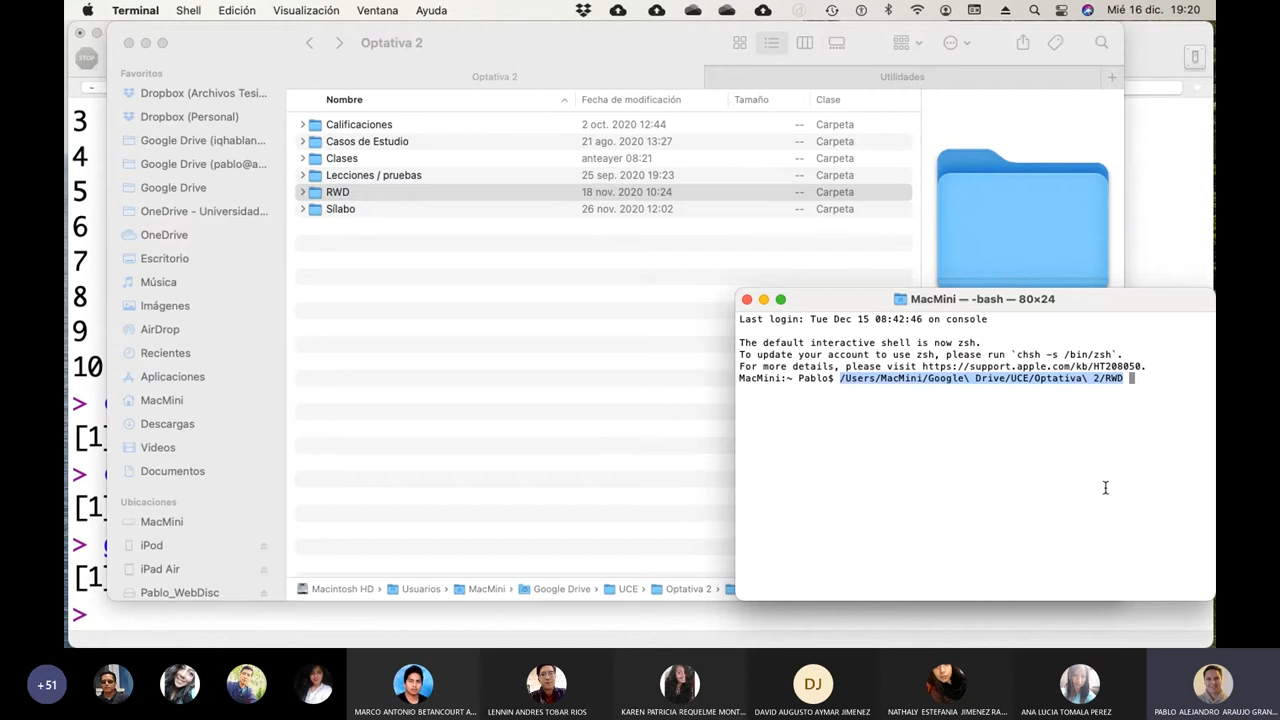 Terminal Shell Edición Visualización Ventana Ayuda Mié 16 dic. 19:20
STOP
Optativa 2
Favoritos
Dropbox (Archivos Tesi...
Dropbox (Personal)
Google Drive (iqhablan...
Google Drive (pablo@a...
Google Drive
OneDrive - Universidad...
OneDrive
Escritorio
Música
Imágenes
AirDrop
Recientes
Aplicaciones
MacMini
Descargas
Videos
Documentos
Ubicaciones
MacMini
iPod
iPad Air
Pablo_WebDisc
Optativa 2 Utilidades
Nombre Fecha de modificación Tamaño Clase
Calificaciones 2 oct. 2020 12:44 -- Carpeta
Casos de Estudio 21 ago. 2020 13:27 -- Carpeta
Clases anteayer 08:21 -- Carpeta
Lecciones / pruebas 25 sep. 2020 19:23 -- Carpeta
RWD 18 nov. 2020 10:24 -- Carpeta
Sílabo 26 nov. 2020 12:02 -- Carpeta
Macintosh HD › Usuarios › MacMini › Google Drive › UCE › Optativa 2 ›
3
4
5
6
7
8
9
10
>
[1]
>
[1]
>
[1]
>
MacMini — -bash — 80×24
Last login: Tue Dec 15 08:42:46 on console
The default interactive shell is now zsh.
To update your account to use zsh, please run `chsh -s /bin/zsh`.
For more details, please visit https://support.apple.com/kb/HT208050.
MacMini:~ Pablo$ /Users/MacMini/Google\ Drive/UCE/Optativa\ 2/RWD
+51
MARCO ANTONIO BETANCOURT A...
LENNIN ANDRES TOBAR RIOS
KAREN PATRICIA REQUELME MONT...
DJ
DAVID AUGUSTO AYMAR JIMENEZ
NATHALY ESTEFANIA JIMENEZ RA...
ANA LUCIA TOMALA PEREZ
PABLO ALEJANDRO ARAUJO GRAN...